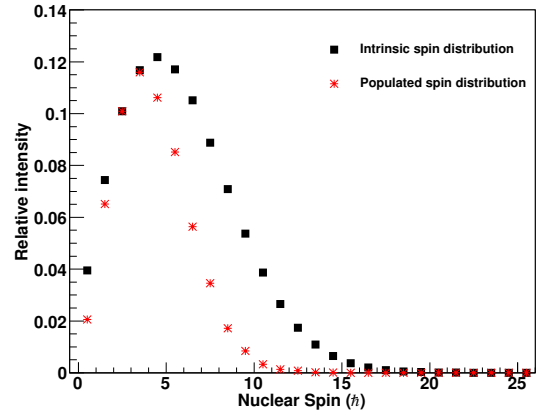 0.14
0.12
0.1
0.08
0.06
0.04
0.02
0
Relative intensity
Intrinsic spin distribution
Populated spin distribution
0 5 10 15 20 25
Nuclear Spin (ℏ)